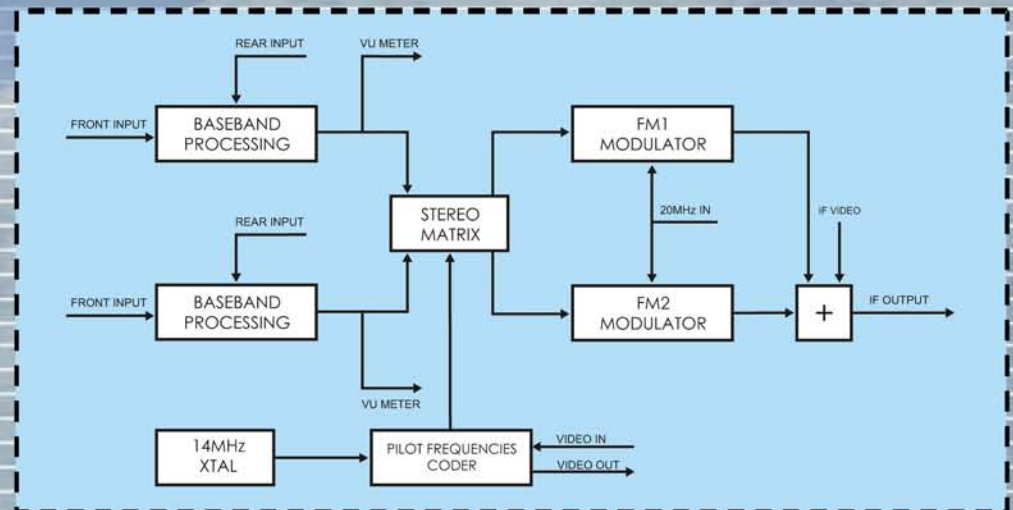 REAR INPUT
VU METER
FRONT INPUT
BASEBAND
PROCESSING
FM1
MODULATOR
STEREO
MATRIX
20MHz IN
IF VIDEO
REAR INPUT
FRONT INPUT
BASEBAND
PROCESSING
FM2
MODULATOR
+
IF OUTPUT
VU METER
14MHz
XTAL
PILOT FREQUENCIES
CODER
VIDEO IN
VIDEO OUT